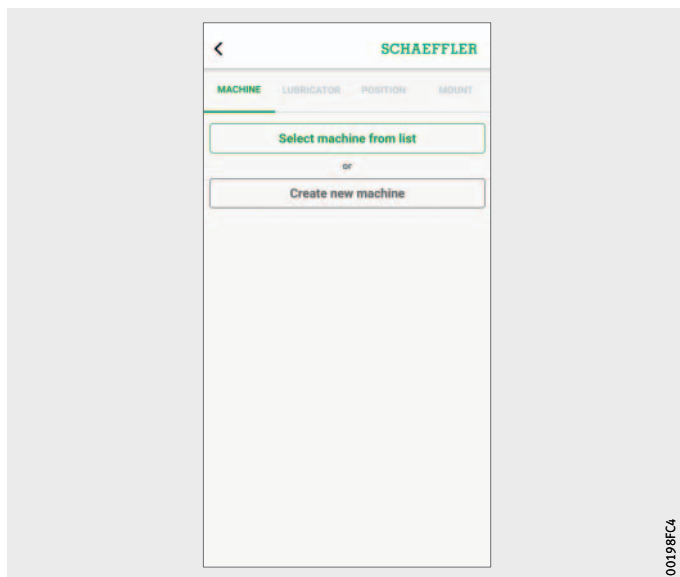 SCHAEFFLER
MACHINE LUBRICATOR POSITION MOUNT
Select machine from list
or
Create new machine
00198FC4